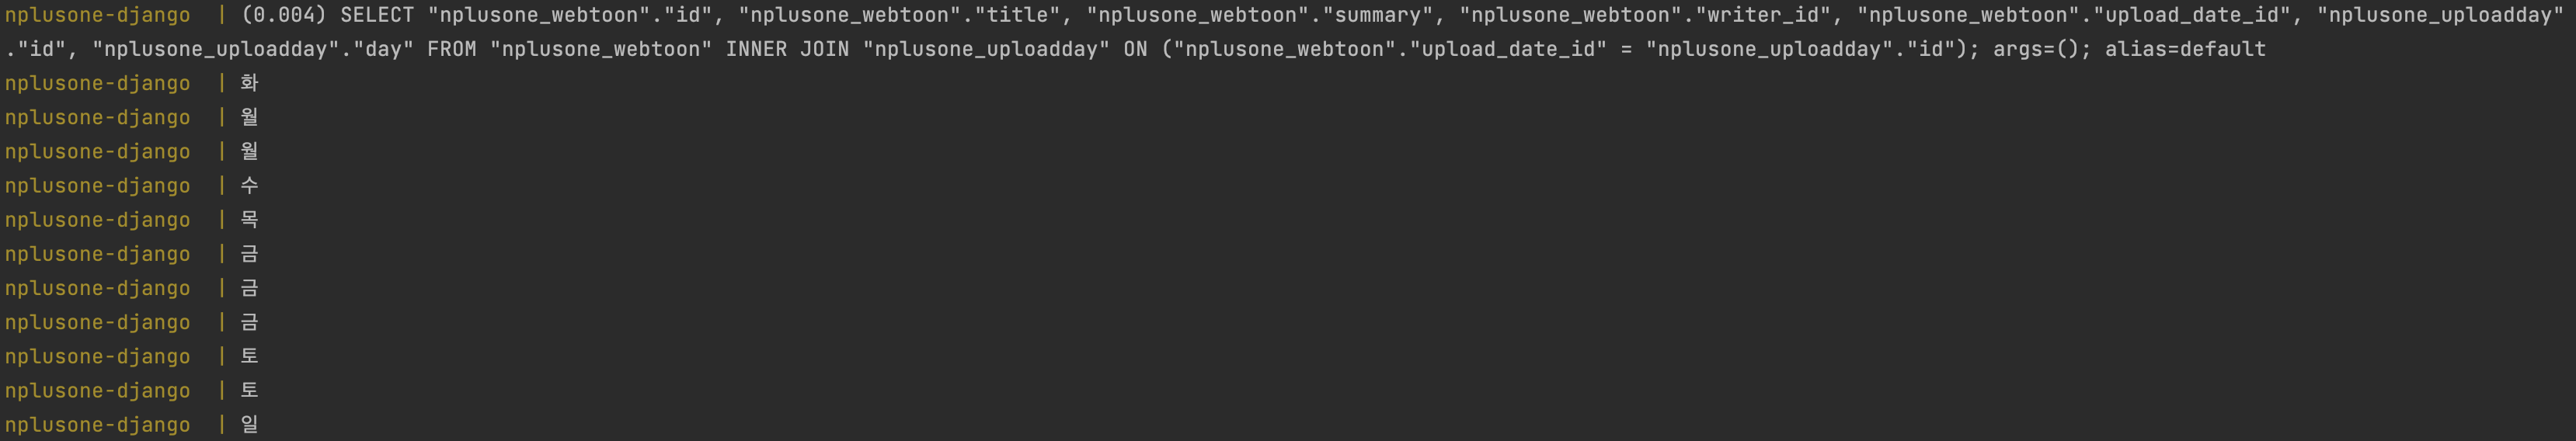 nplusone-django  | (0.004) SELECT "nplusone_webtoon"."id", "nplusone_webtoon"."title", "nplusone_webtoon"."summary", "nplusone_webtoon"."writer_id", "nplusone_webtoon"."upload_date_id", "nplusone_uploadday"
."id", "nplusone_uploadday"."day" FROM "nplusone_webtoon" INNER JOIN "nplusone_uploadday" ON ("nplusone_webtoon"."upload_date_id" = "nplusone_uploadday"."id"); args=(); alias=default
nplusone-django  | 화
nplusone-django  | 월
nplusone-django  | 월
nplusone-django  | 수
nplusone-django  | 목
nplusone-django  | 금
nplusone-django  | 금
nplusone-django  | 금
nplusone-django  | 토
nplusone-django  | 토
nplusone-django  | 일